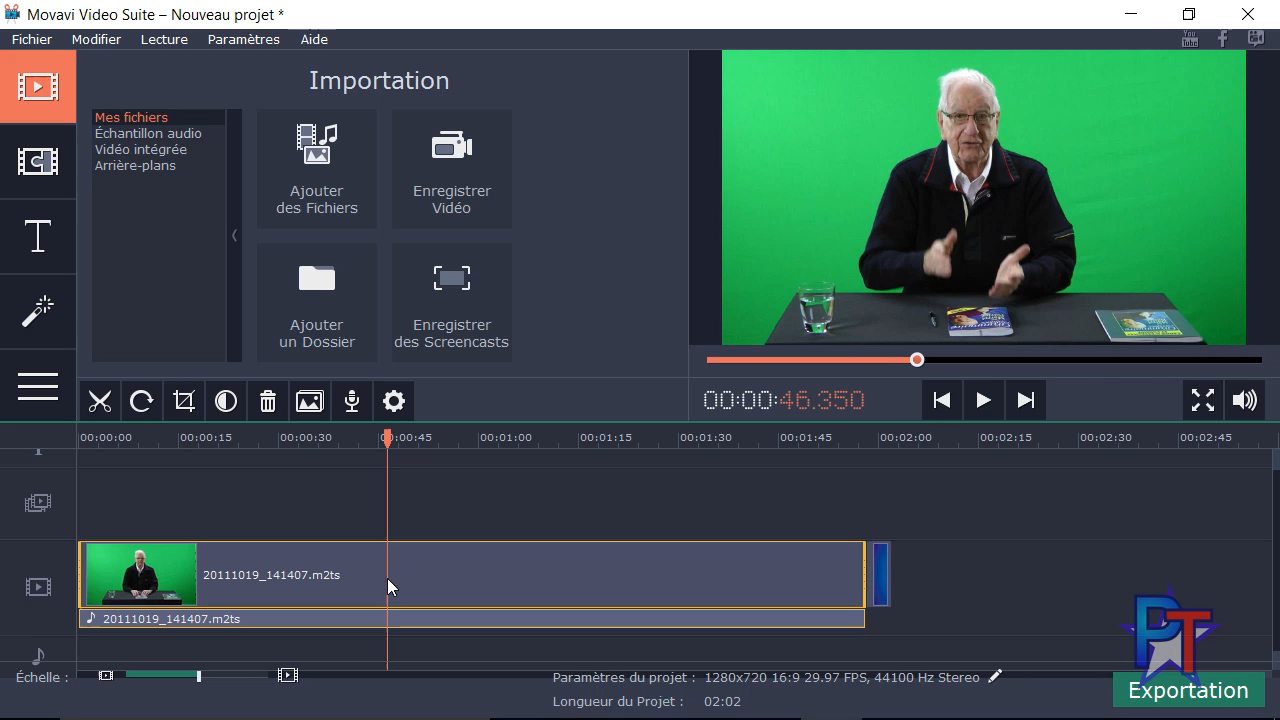 Movavi Video Suite – Nouveau projet *
Fichier Modifier Lecture Paramètres Aide
You Tube
Importation
Mes fichiers
Échantillon audio
Vidéo intégrée
Arrière-plans
Ajouter
des Fichiers
Enregistrer
Vidéo
Ajouter
un Dossier
Enregistrer
des Screencasts
00:00:46.350
00:00:00 00:00:15 00:00:30 00:00:45 00:01:00 00:01:15 00:01:30 00:01:45 00:02:00 00:02:15 00:02:30 00:02:45
20111019_141407.m2ts
20111019_141407.m2ts
PT
Échelle :
Paramètres du projet : 1280x720 16:9 29.97 FPS, 44100 Hz Stereo
Exportation
Longueur du Projet : 02:02